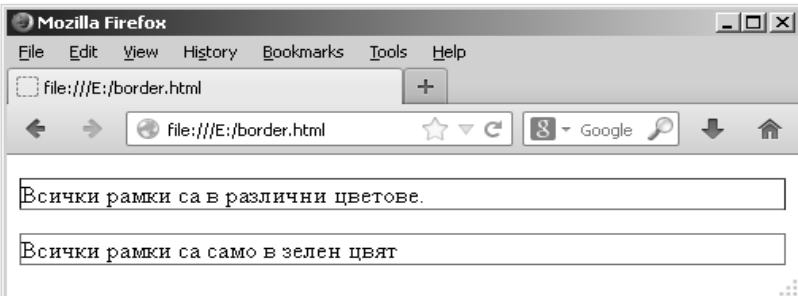 Mozilla Firefox
File Edit View History Bookmarks Tools Help
file:///E:/border.html
file:///E:/border.html 8 Google
Всички рамки са в различни цветове.
Всички рамки са само в зелен цвят